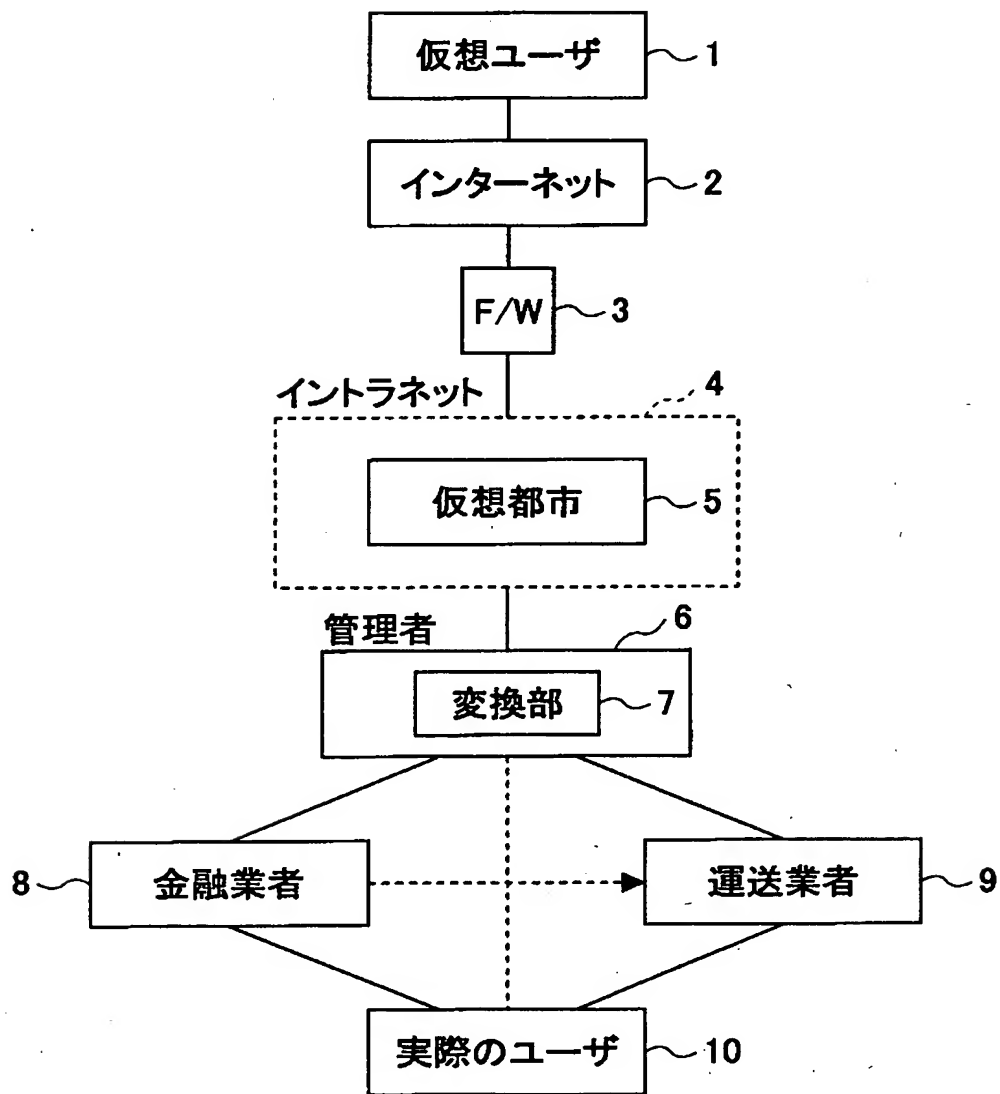 仮想ユーザ 1
インターネット 2
F/W 3
イントラネット 4
仮想都市 5
管理者 6
変換部 7
8 金融業者
運送業者 9
実際のユーザ 10